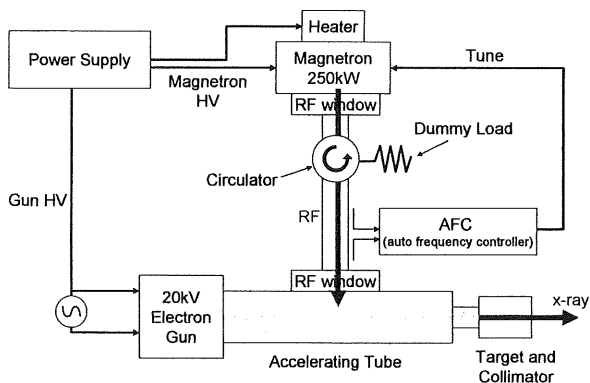 Heater
Power Supply
Magnetron
250kW
Tune
Magnetron
HV
RF window
Dummy Load
Circulator
Gun HV
RF
AFC
(auto frequency controller)
RF window
20kV
Electron
Gun
x-ray
Accelerating Tube
Target and
Collimator